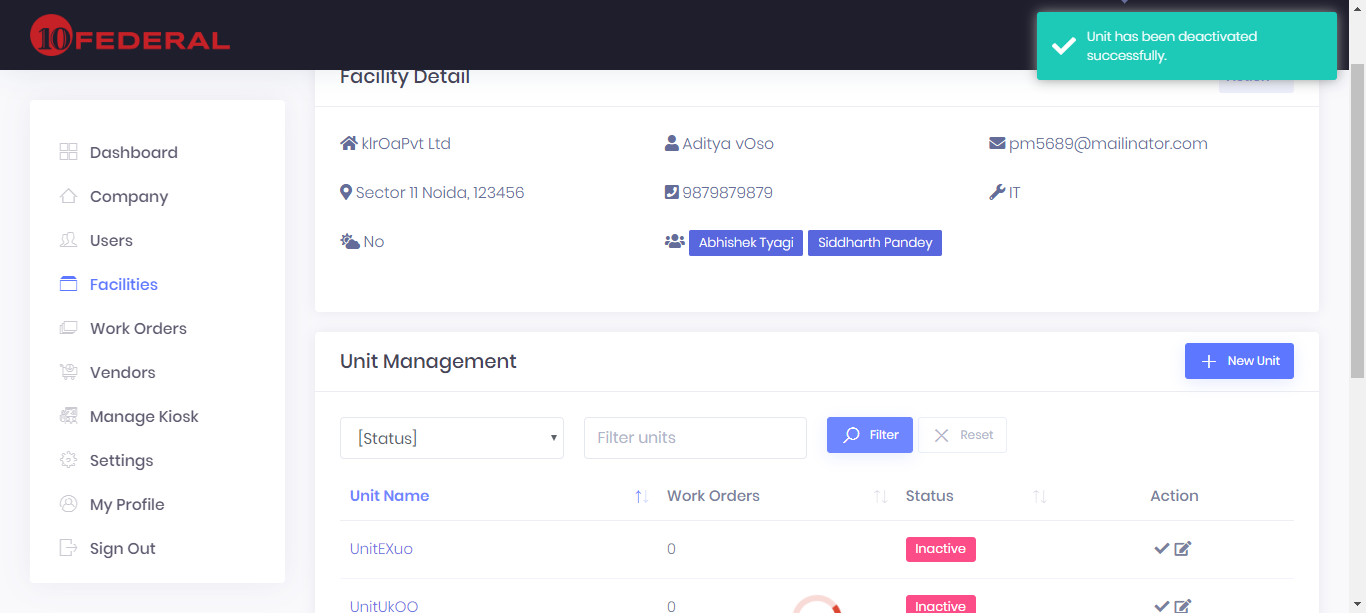 10 FEDERAL
Unit has been deactivated
successfully.
Facility Detail
klrOaPvt Ltd
Aditya vOso
pm5689@mailinator.com
Sector 11 Noida, 123456
9879879879
IT
No
Abhishek Tyagi
Siddharth Pandey
Dashboard
Company
Users
Facilities
Work Orders
Vendors
Manage Kiosk
Settings
My Profile
Sign Out
Unit Management
New Unit
[Status]
Filter units
Filter
Reset
Unit Name
Work Orders
Status
Action
UnitEXuo
0
Inactive
UnitUkOO
0
Inactive